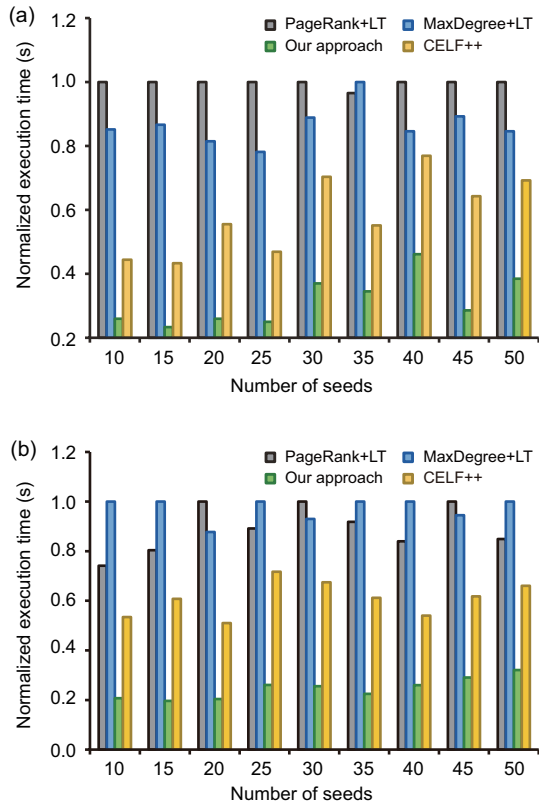 (a)
1.2
PageRank+LT MaxDegree+LT
Our approach CELF++
1.0
0.8
0.6
0.4
0.2
Normalized execution time (s)
10 15 20 25 30 35 40 45 50
Number of seeds
(b)
1.2
PageRank+LT MaxDegree+LT
Our approach CELF++
1.0
0.8
0.6
0.4
0.2
0.0
Normalized execution time (s)
10 15 20 25 30 35 40 45 50
Number of seeds